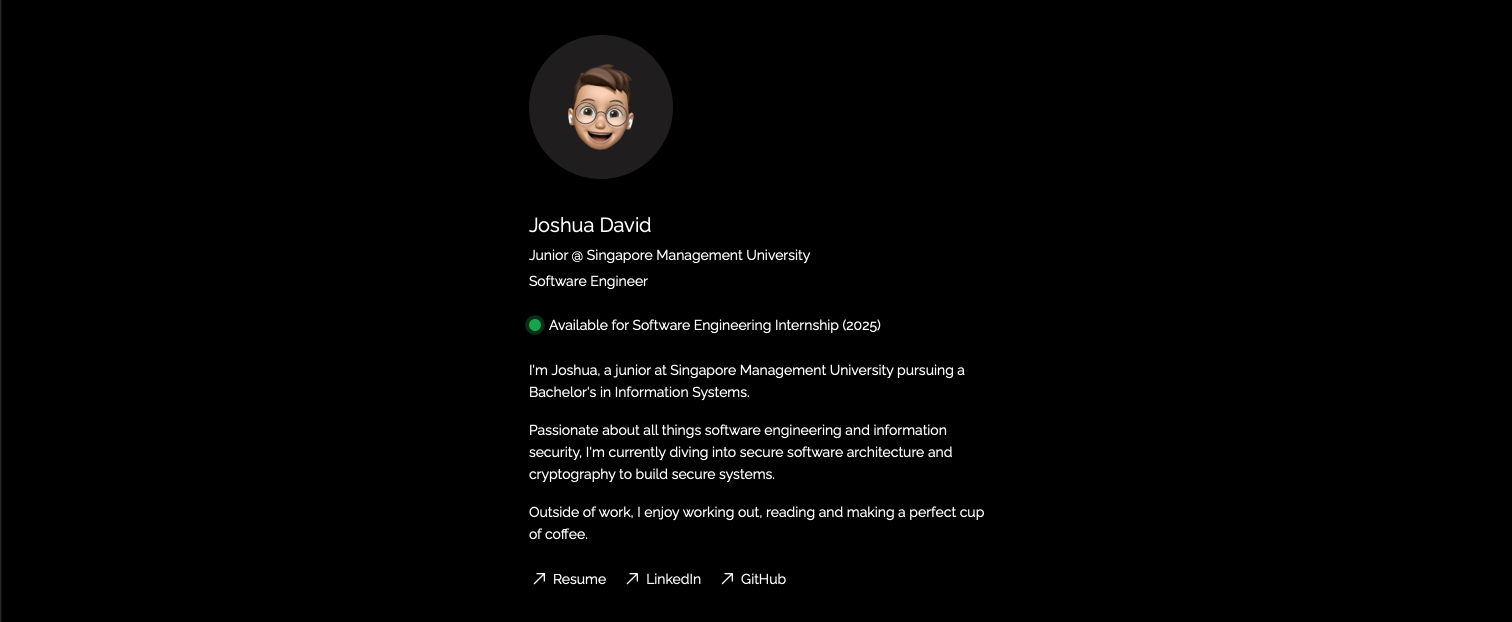 Joshua David
Junior @ Singapore Management University
Software Engineer
Available for Software Engineering Internship (2025)
I'm Joshua, a junior at Singapore Management University pursuing a
Bachelor's in Information Systems.
Passionate about all things software engineering and information
security, I'm currently diving into secure software architecture and
cryptography to build secure systems.
Outside of work, I enjoy working out, reading and making a perfect cup
of coffee.
Resume LinkedIn GitHub